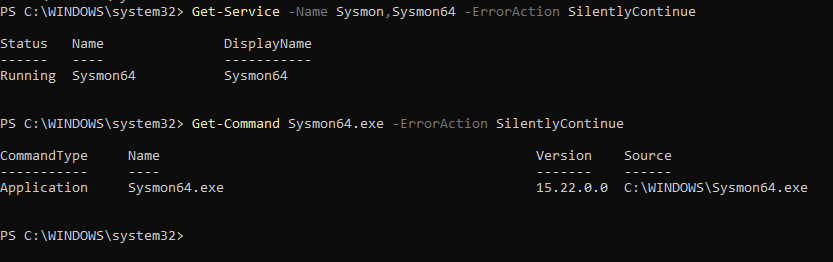 PS C:\WINDOWS\system32> Get-Service -Name Sysmon,Sysmon64 -ErrorAction SilentlyContinue
Status   Name               DisplayName
------   ----               -----------
Running  Sysmon64           Sysmon64
PS C:\WINDOWS\system32> Get-Command Sysmon64.exe -ErrorAction SilentlyContinue
CommandType     Name                                               Version    Source
-----------     ----                                               -------    ------
Application     Sysmon64.exe                                       15.22.0.0  C:\WINDOWS\Sysmon64.exe
PS C:\WINDOWS\system32>